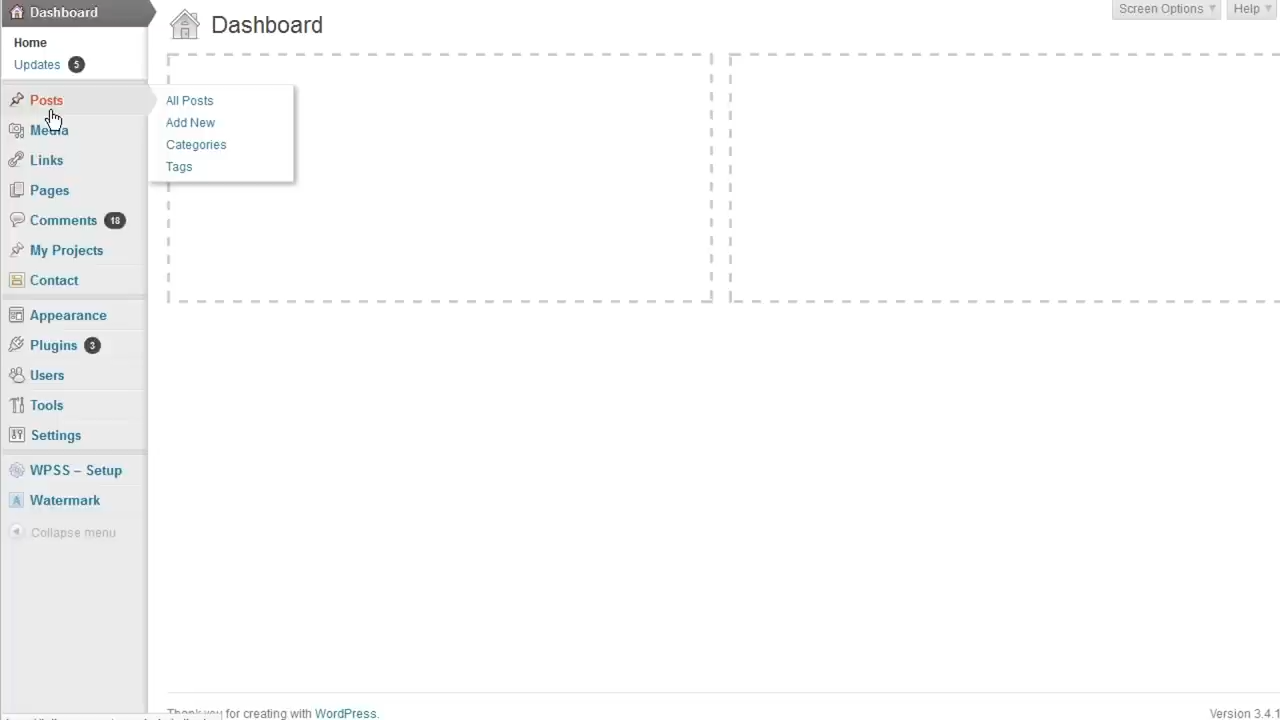 Dashboard
Home
Updates 5
Posts
Media
Links
Pages
Comments 18
My Projects
Contact
Appearance
Plugins 3
Users
Tools
Settings
WPSS – Setup
Watermark
Collapse menu
All Posts
Add New
Categories
Tags
Dashboard
Screen Options
Help
Thank you for creating with WordPress.
Version 3.4.1